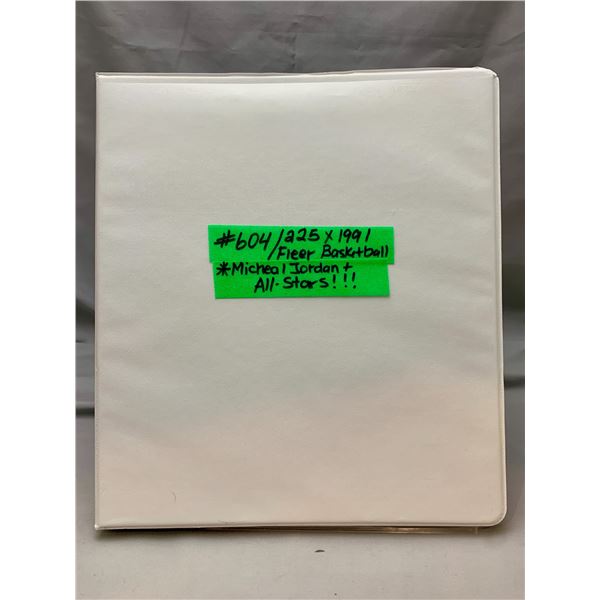 #604/225 x 1991
Fleer Basketball
*Micheal Jordan +
All-Stars!!!